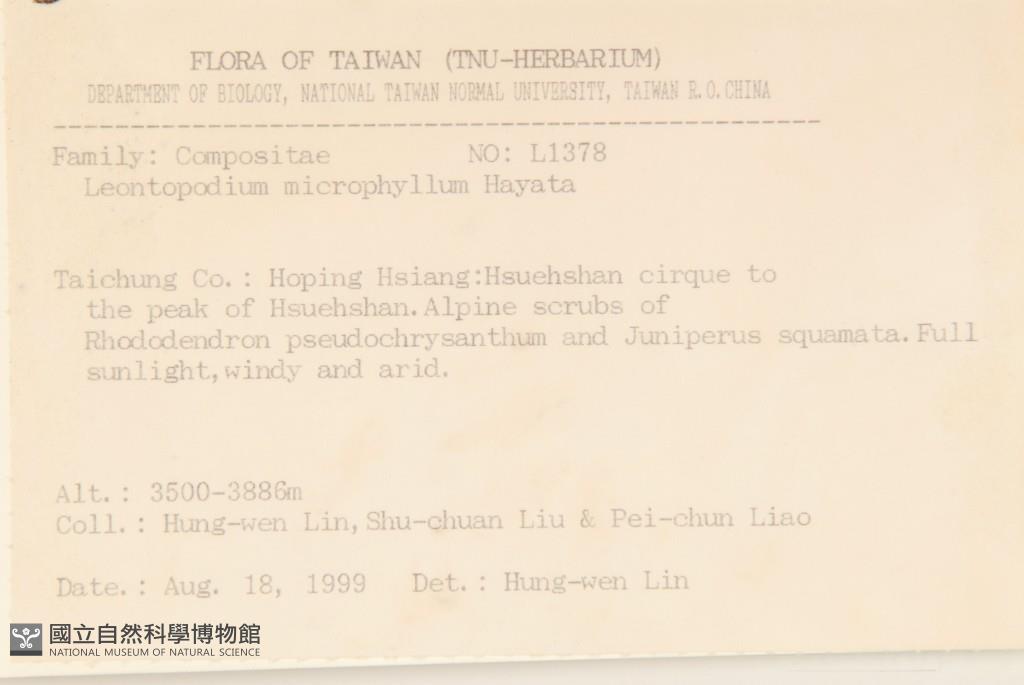 FLORA OF TAIWAN (TNU-HERBARIUM)
DEPARTMENT OF BIOLOGY, NATIONAL TAIWAN NORMAL UNIVERSITY, TAIWAN R.O.CHINA
Family: Compositae NO: L1378
Leontopodium microphyllum Hayata
Taichung Co.: Hoping Hsiang:Hsuehshan cirque to
the peak of Hsuehshan.Alpine scrubs of
Rhododendron pseudochrysanthum and Juniperus squamata.Full
sunlight,windy and arid.
Alt.: 3500-3886m
Coll.: Hung-wen Lin,Shu-chuan Liu & Pei-chun Liao
Date.: Aug. 18, 1999 Det.: Hung-wen Lin
國立自然科學博物館
NATIONAL MUSEUM OF NATURAL SCIENCE